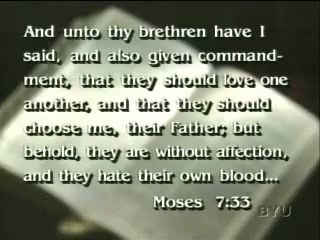 And unto thy brethren have I
said, and also given command-
ment, that they should love one
another, and that they should
choose me, their Father; but
behold, they are without affection,
and they hate their own blood...
Moses 7:33
BYU